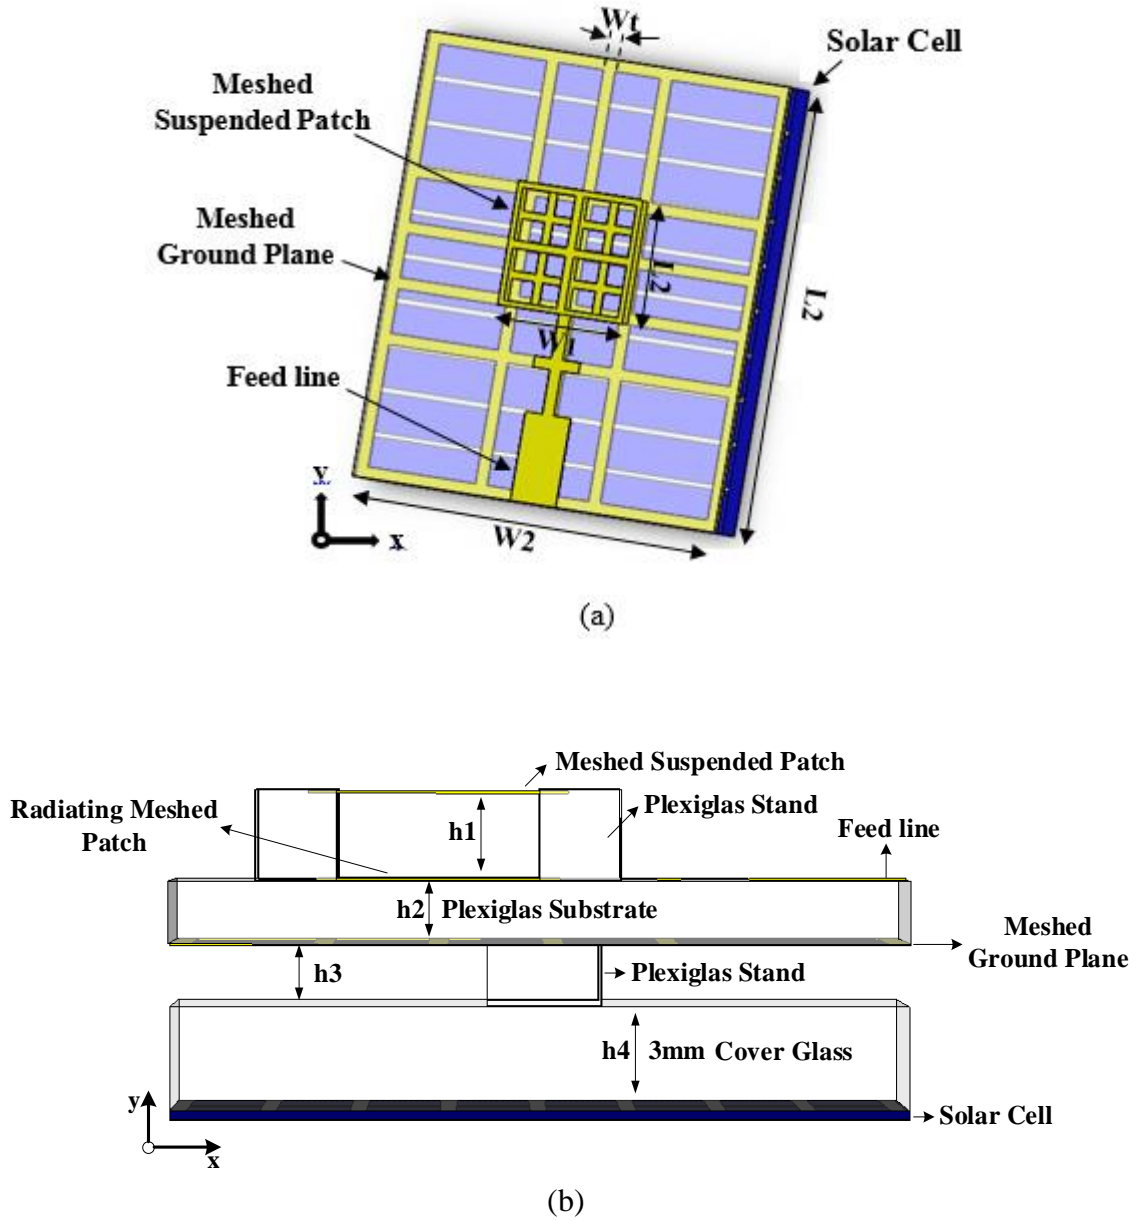 Wt
Solar Cell
Meshed
Suspended Patch
Meshed
Ground Plane
L2
L2
W1
Feed line
y
x
W2
(a)
Meshed Suspended Patch
Radiating Meshed
Patch
Plexiglas Stand
h1
Feed line
h2 Plexiglas Substrate
Meshed
Ground Plane
h3
Plexiglas Stand
h4 3mm Cover Glass
y
x
Solar Cell
(b)